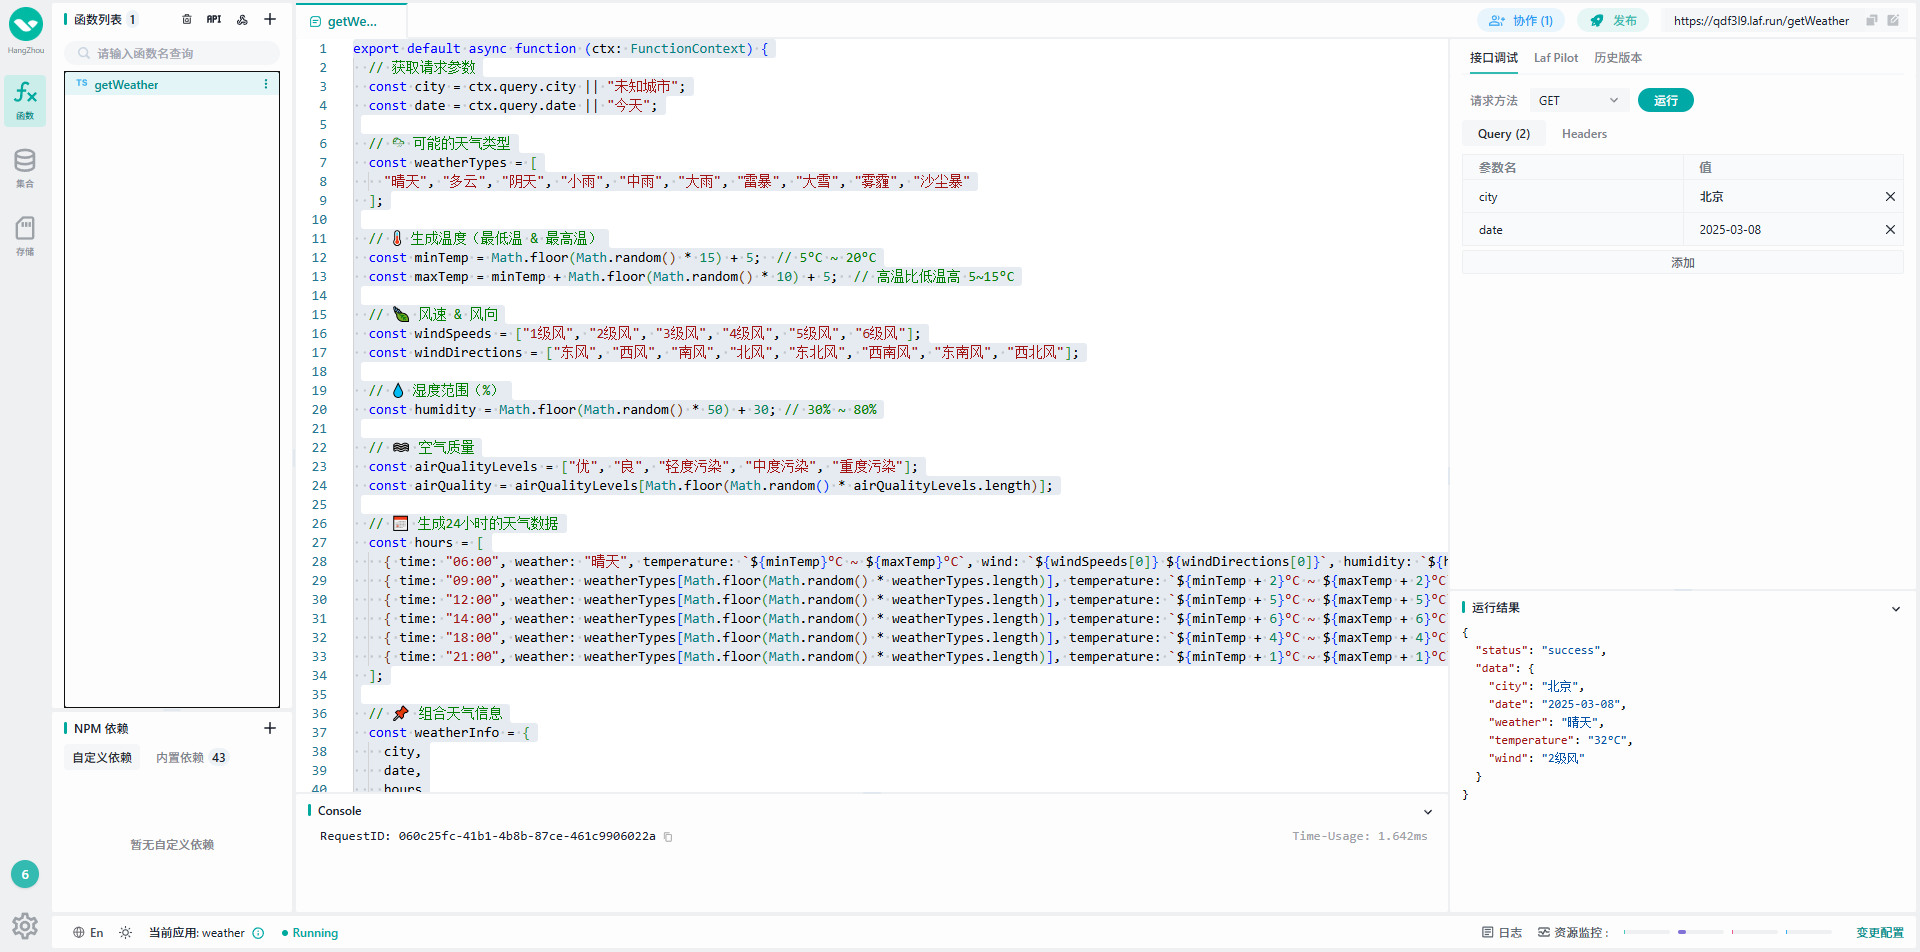 HangZhou
函数
集合
存储
6
函数列表 1
API
请输入函数名查询
TS getWeather
NPM 依赖
自定义依赖 内置依赖 43
暂无自定义依赖
getWe...
1 export default async function (ctx: FunctionContext) {
2 // 获取请求参数
3 const city = ctx.query.city || "未知城市";
4 const date = ctx.query.date || "今天";
5
6 // 🌦 可能的天气类型
7 const weatherTypes = [
8 "晴天", "多云", "阴天", "小雨", "中雨", "大雨", "雷暴", "大雪", "雾霾", "沙尘暴"
9 ];
10
11 // 🌡 生成温度（最低温 & 最高温）
12 const minTemp = Math.floor(Math.random() * 15) + 5; // 5°C ~ 20°C
13 const maxTemp = minTemp + Math.floor(Math.random() * 10) + 5; // 高温比低温高 5~15°C
14
15 // 🍃 风速 & 风向
16 const windSpeeds = ["1级风", "2级风", "3级风", "4级风", "5级风", "6级风"];
17 const windDirections = ["东风", "西风", "南风", "北风", "东北风", "西南风", "东南风", "西北风"];
18
19 // 💧 湿度范围（%）
20 const humidity = Math.floor(Math.random() * 50) + 30; // 30% ~ 80%
21
22 // 🌫 空气质量
23 const airQualityLevels = ["优", "良", "轻度污染", "中度污染", "重度污染"];
24 const airQuality = airQualityLevels[Math.floor(Math.random() * airQualityLevels.length)];
25
26 // 📅 生成24小时的天气数据
27 const hours = [
28 { time: "06:00", weather: "晴天", temperature: `${minTemp}°C ~ ${maxTemp}°C`, wind: `${windSpeeds[0]} ${windDirections[0]}`, humidity: `${h
29 { time: "09:00", weather: weatherTypes[Math.floor(Math.random() * weatherTypes.length)], temperature: `${minTemp + 2}°C ~ ${maxTemp + 2}°C
30 { time: "12:00", weather: weatherTypes[Math.floor(Math.random() * weatherTypes.length)], temperature: `${minTemp + 5}°C ~ ${maxTemp + 5}°C
31 { time: "14:00", weather: weatherTypes[Math.floor(Math.random() * weatherTypes.length)], temperature: `${minTemp + 6}°C ~ ${maxTemp + 6}°C
32 { time: "18:00", weather: weatherTypes[Math.floor(Math.random() * weatherTypes.length)], temperature: `${minTemp + 4}°C ~ ${maxTemp + 4}°C
33 { time: "21:00", weather: weatherTypes[Math.floor(Math.random() * weatherTypes.length)], temperature: `${minTemp + 1}°C ~ ${maxTemp + 1}°C
34 ];
35
36 // 📌 组合天气信息
37 const weatherInfo = {
38 city,
39 date,
40 hours
Console
RequestID: 060c25fc-41b1-4b8b-87ce-461c9906022a
Time-Usage: 1.642ms
协作 (1) 发布 https://qdf3l9.laf.run/getWeather
接口调试 Laf Pilot 历史版本
请求方法 GET 运行
Query (2) Headers
参数名 值
city 北京
date 2025-03-08
添加
运行结果
{
"status": "success",
"data": {
"city": "北京",
"date": "2025-03-08",
"weather": "晴天",
"temperature": "32°C",
"wind": "2级风"
}
}
En 当前应用: weather Running
日志 资源监控 : 变更配置